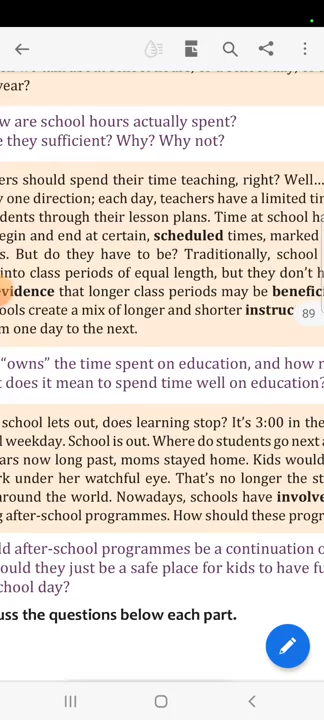 year?
w are school hours actually spent?
e they sufficient? Why? Why not?
ers should spend their time teaching, right? Well…
y one direction; each day, teachers have a limited tim
dents through their lesson plans. Time at school ha
egin and end at certain, scheduled times, marked
s. But do they have to be? Traditionally, school
into class periods of equal length, but they don't h
evidence that longer class periods may be benefici
ools create a mix of longer and shorter instruc
89
m one day to the next.
"owns" the time spent on education, and how m
t does it mean to spend time well on education?
school lets out, does learning stop? It's 3:00 in the
l weekday. School is out. Where do students go next a
ars now long past, moms stayed home. Kids would
rk under her watchful eye. That's no longer the st
around the world. Nowadays, schools have involve
g after-school programmes. How should these progr
ld after-school programmes be a continuation o
ould they just be a safe place for kids to have fu
school day?
uss the questions below each part.